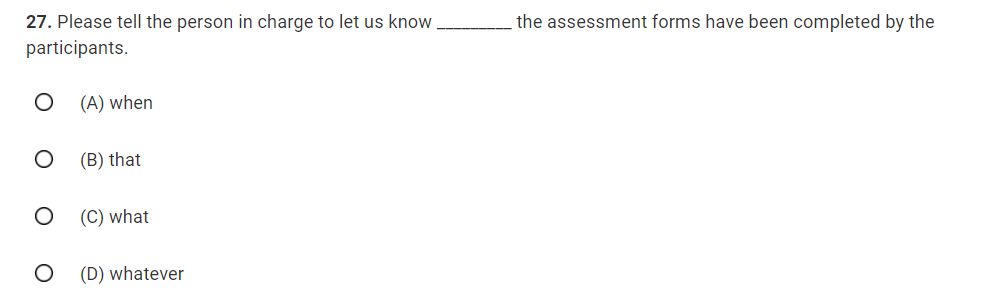 27. Please tell the person in charge to let us know _________ the assessment forms have been completed by the
participants.
(A) when
(B) that
(C) what
(D) whatever